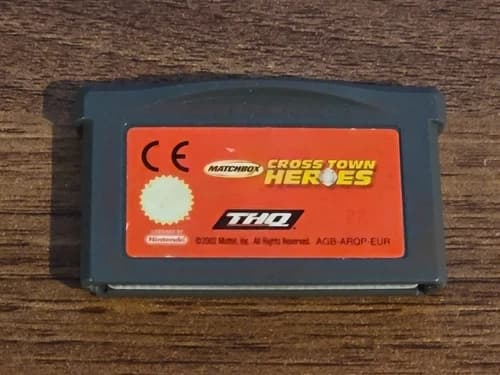 CE
MATCHBOX
CROSS TOWN
HEROES
THQ
LICENSED BY
Nintendo
©2002 Mattel, Inc. All Rights Reserved. AGB-ARQP-EUR